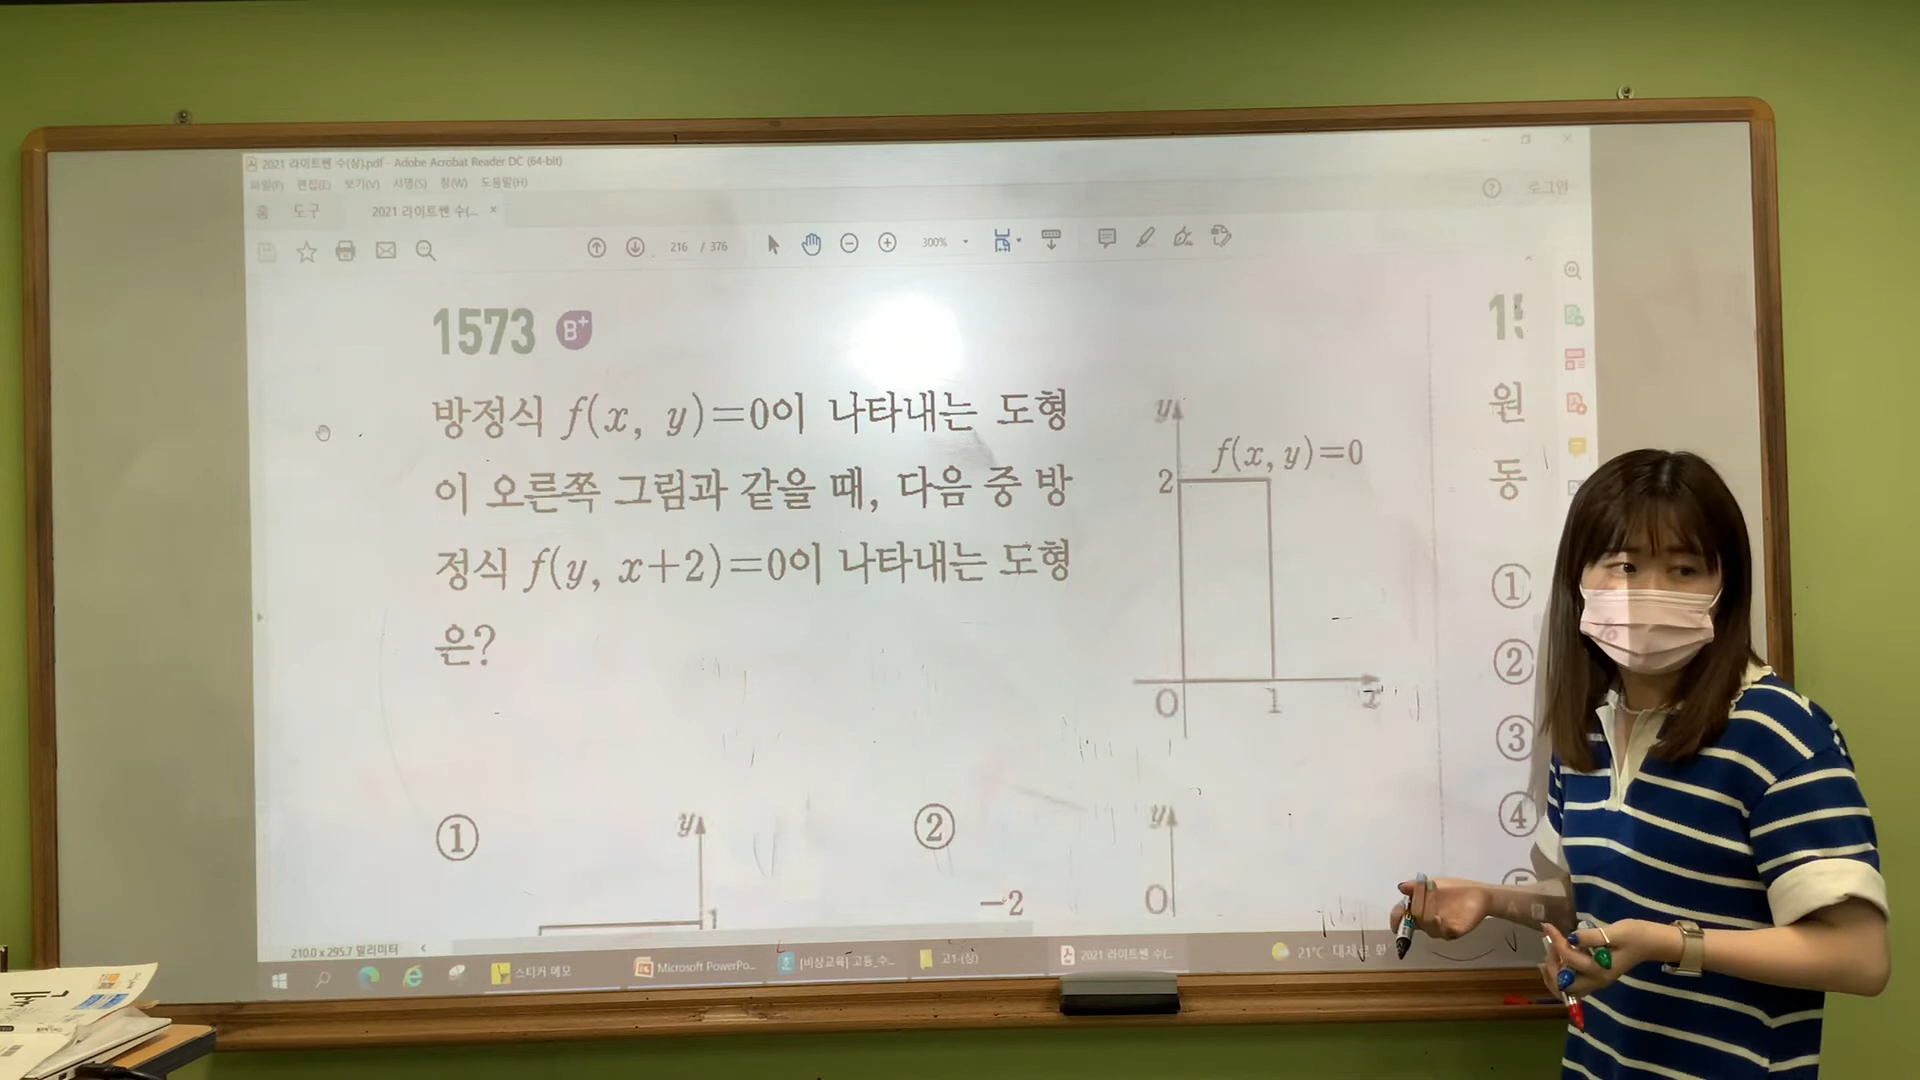 2021 라이트쎈 수(상).pdf - Adobe Acrobat Reader DC (64-bit)
파일(F) 편집(E) 보기(V) 서명(S) 창(W) 도움말(H)
홈 도구 2021 라이트쎈 수(... ×
로그인
216 / 376
300%
1573 B+
방정식 f(x, y)=0이 나타내는 도형
이 오른쪽 그림과 같을 때, 다음 중 방
정식 f(y, x+2)=0이 나타내는 도형
은?
y
f(x, y)=0
2
O 1 x
① y
1
② y
-2 O
원
동
①
②
③
④
210.0 x 295.7 밀리미터
스티커 메모
Microsoft PowerPo...
[비상교육] 고등_수...
고1-(상)
2021 라이트쎈 수(...
21°C 대체로